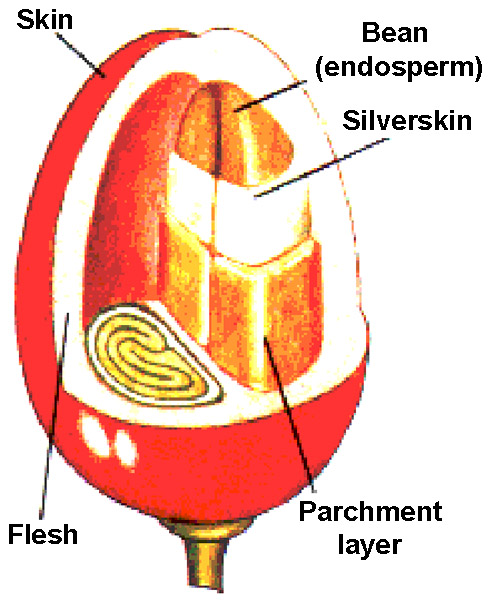 Skin
Bean
(endosperm)
Silverskin
Flesh
Parchment
layer